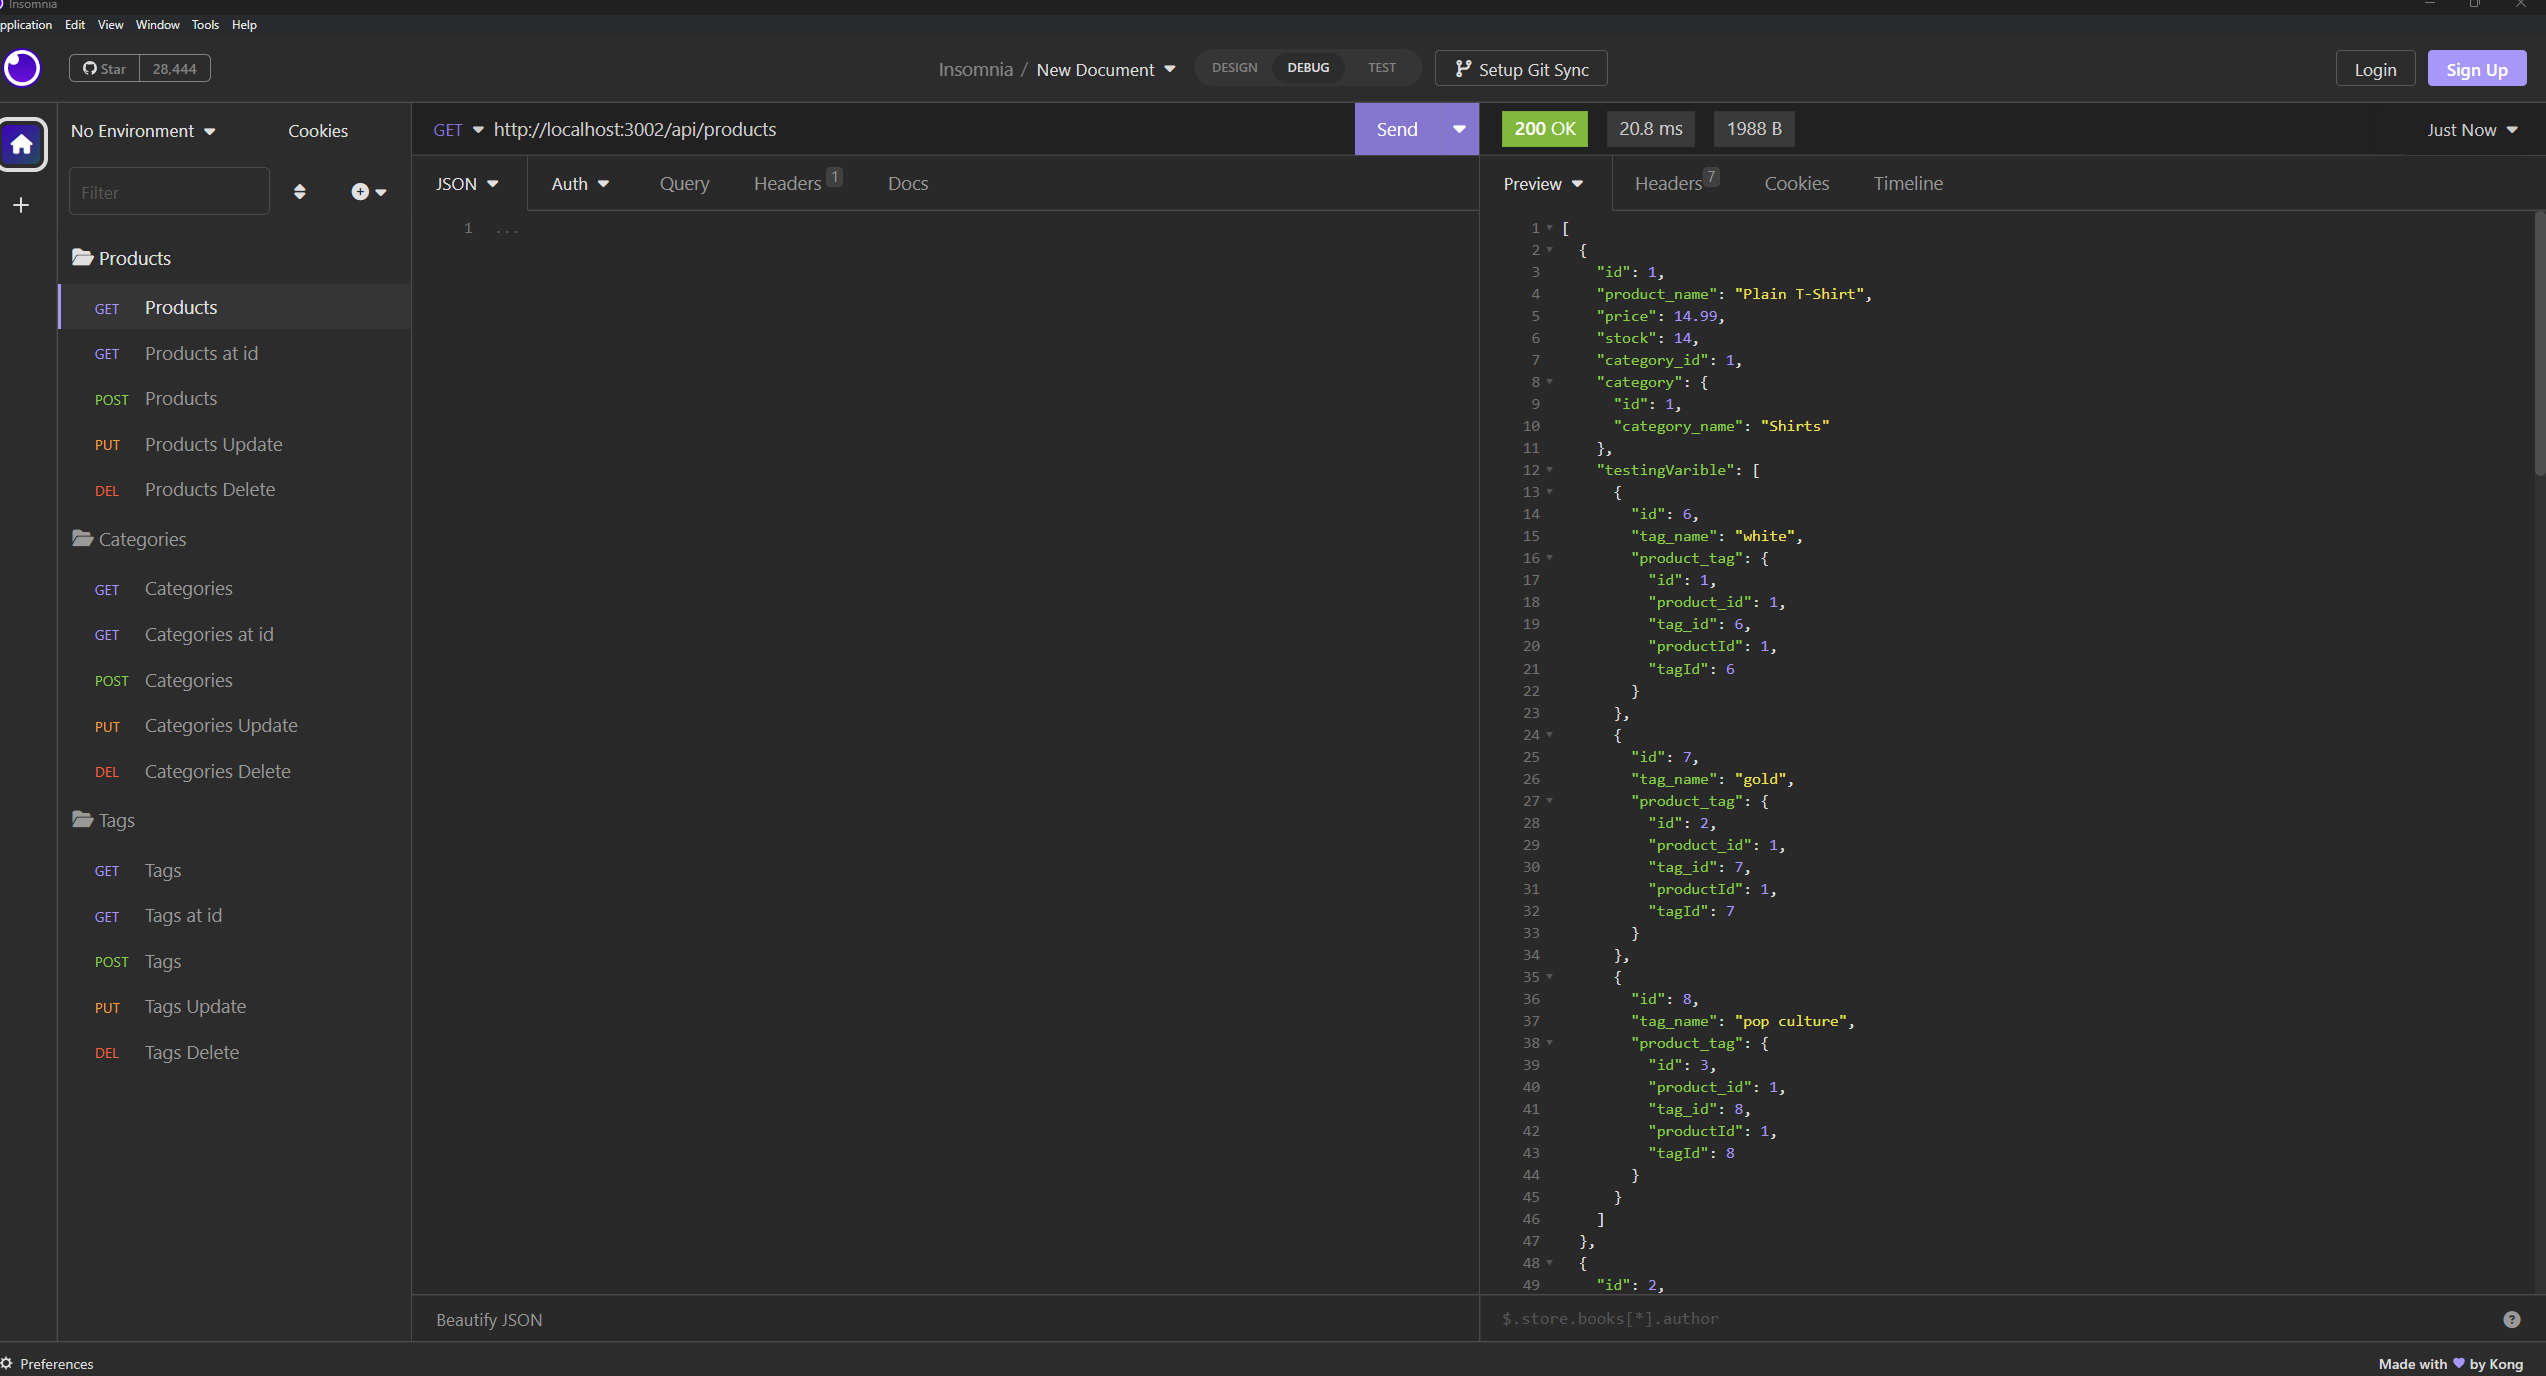 Insomnia
pplication Edit View Window Tools Help
Star 28,444
Insomnia / New Document
DESIGN DEBUG TEST
Setup Git Sync
Login
Sign Up
No Environment
Cookies
Filter
Products
GET Products
GET Products at id
POST Products
PUT Products Update
DEL Products Delete
Categories
GET Categories
GET Categories at id
POST Categories
PUT Categories Update
DEL Categories Delete
Tags
GET Tags
GET Tags at id
POST Tags
PUT Tags Update
DEL Tags Delete
GET http://localhost:3002/api/products
Send
JSON Auth Query Headers 1 Docs
1 ...
Beautify JSON
200 OK 20.8 ms 1988 B Just Now
Preview Headers 7 Cookies Timeline
1 [
2 {
3 "id": 1,
4 "product_name": "Plain T-Shirt",
5 "price": 14.99,
6 "stock": 14,
7 "category_id": 1,
8 "category": {
9 "id": 1,
10 "category_name": "Shirts"
11 },
12 "testingVarible": [
13 {
14 "id": 6,
15 "tag_name": "white",
16 "product_tag": {
17 "id": 1,
18 "product_id": 1,
19 "tag_id": 6,
20 "productId": 1,
21 "tagId": 6
22 }
23 },
24 {
25 "id": 7,
26 "tag_name": "gold",
27 "product_tag": {
28 "id": 2,
29 "product_id": 1,
30 "tag_id": 7,
31 "productId": 1,
32 "tagId": 7
33 }
34 },
35 {
36 "id": 8,
37 "tag_name": "pop culture",
38 "product_tag": {
39 "id": 3,
40 "product_id": 1,
41 "tag_id": 8,
42 "productId": 1,
43 "tagId": 8
44 }
45 }
46 ]
47 },
48 {
49 "id": 2,
$.store.books[*].author
Preferences
Made with by Kong